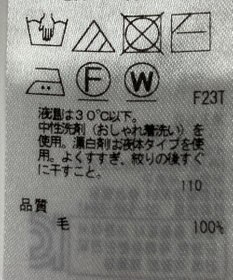 F
W
F23T
液温は30℃以下。
中性洗剤（おしゃれ着洗い）を
使用。漂白剤は液体タイプを使
用。よくすすぎ、絞りの後すぐ
に干すこと。
110
品質
毛 100%